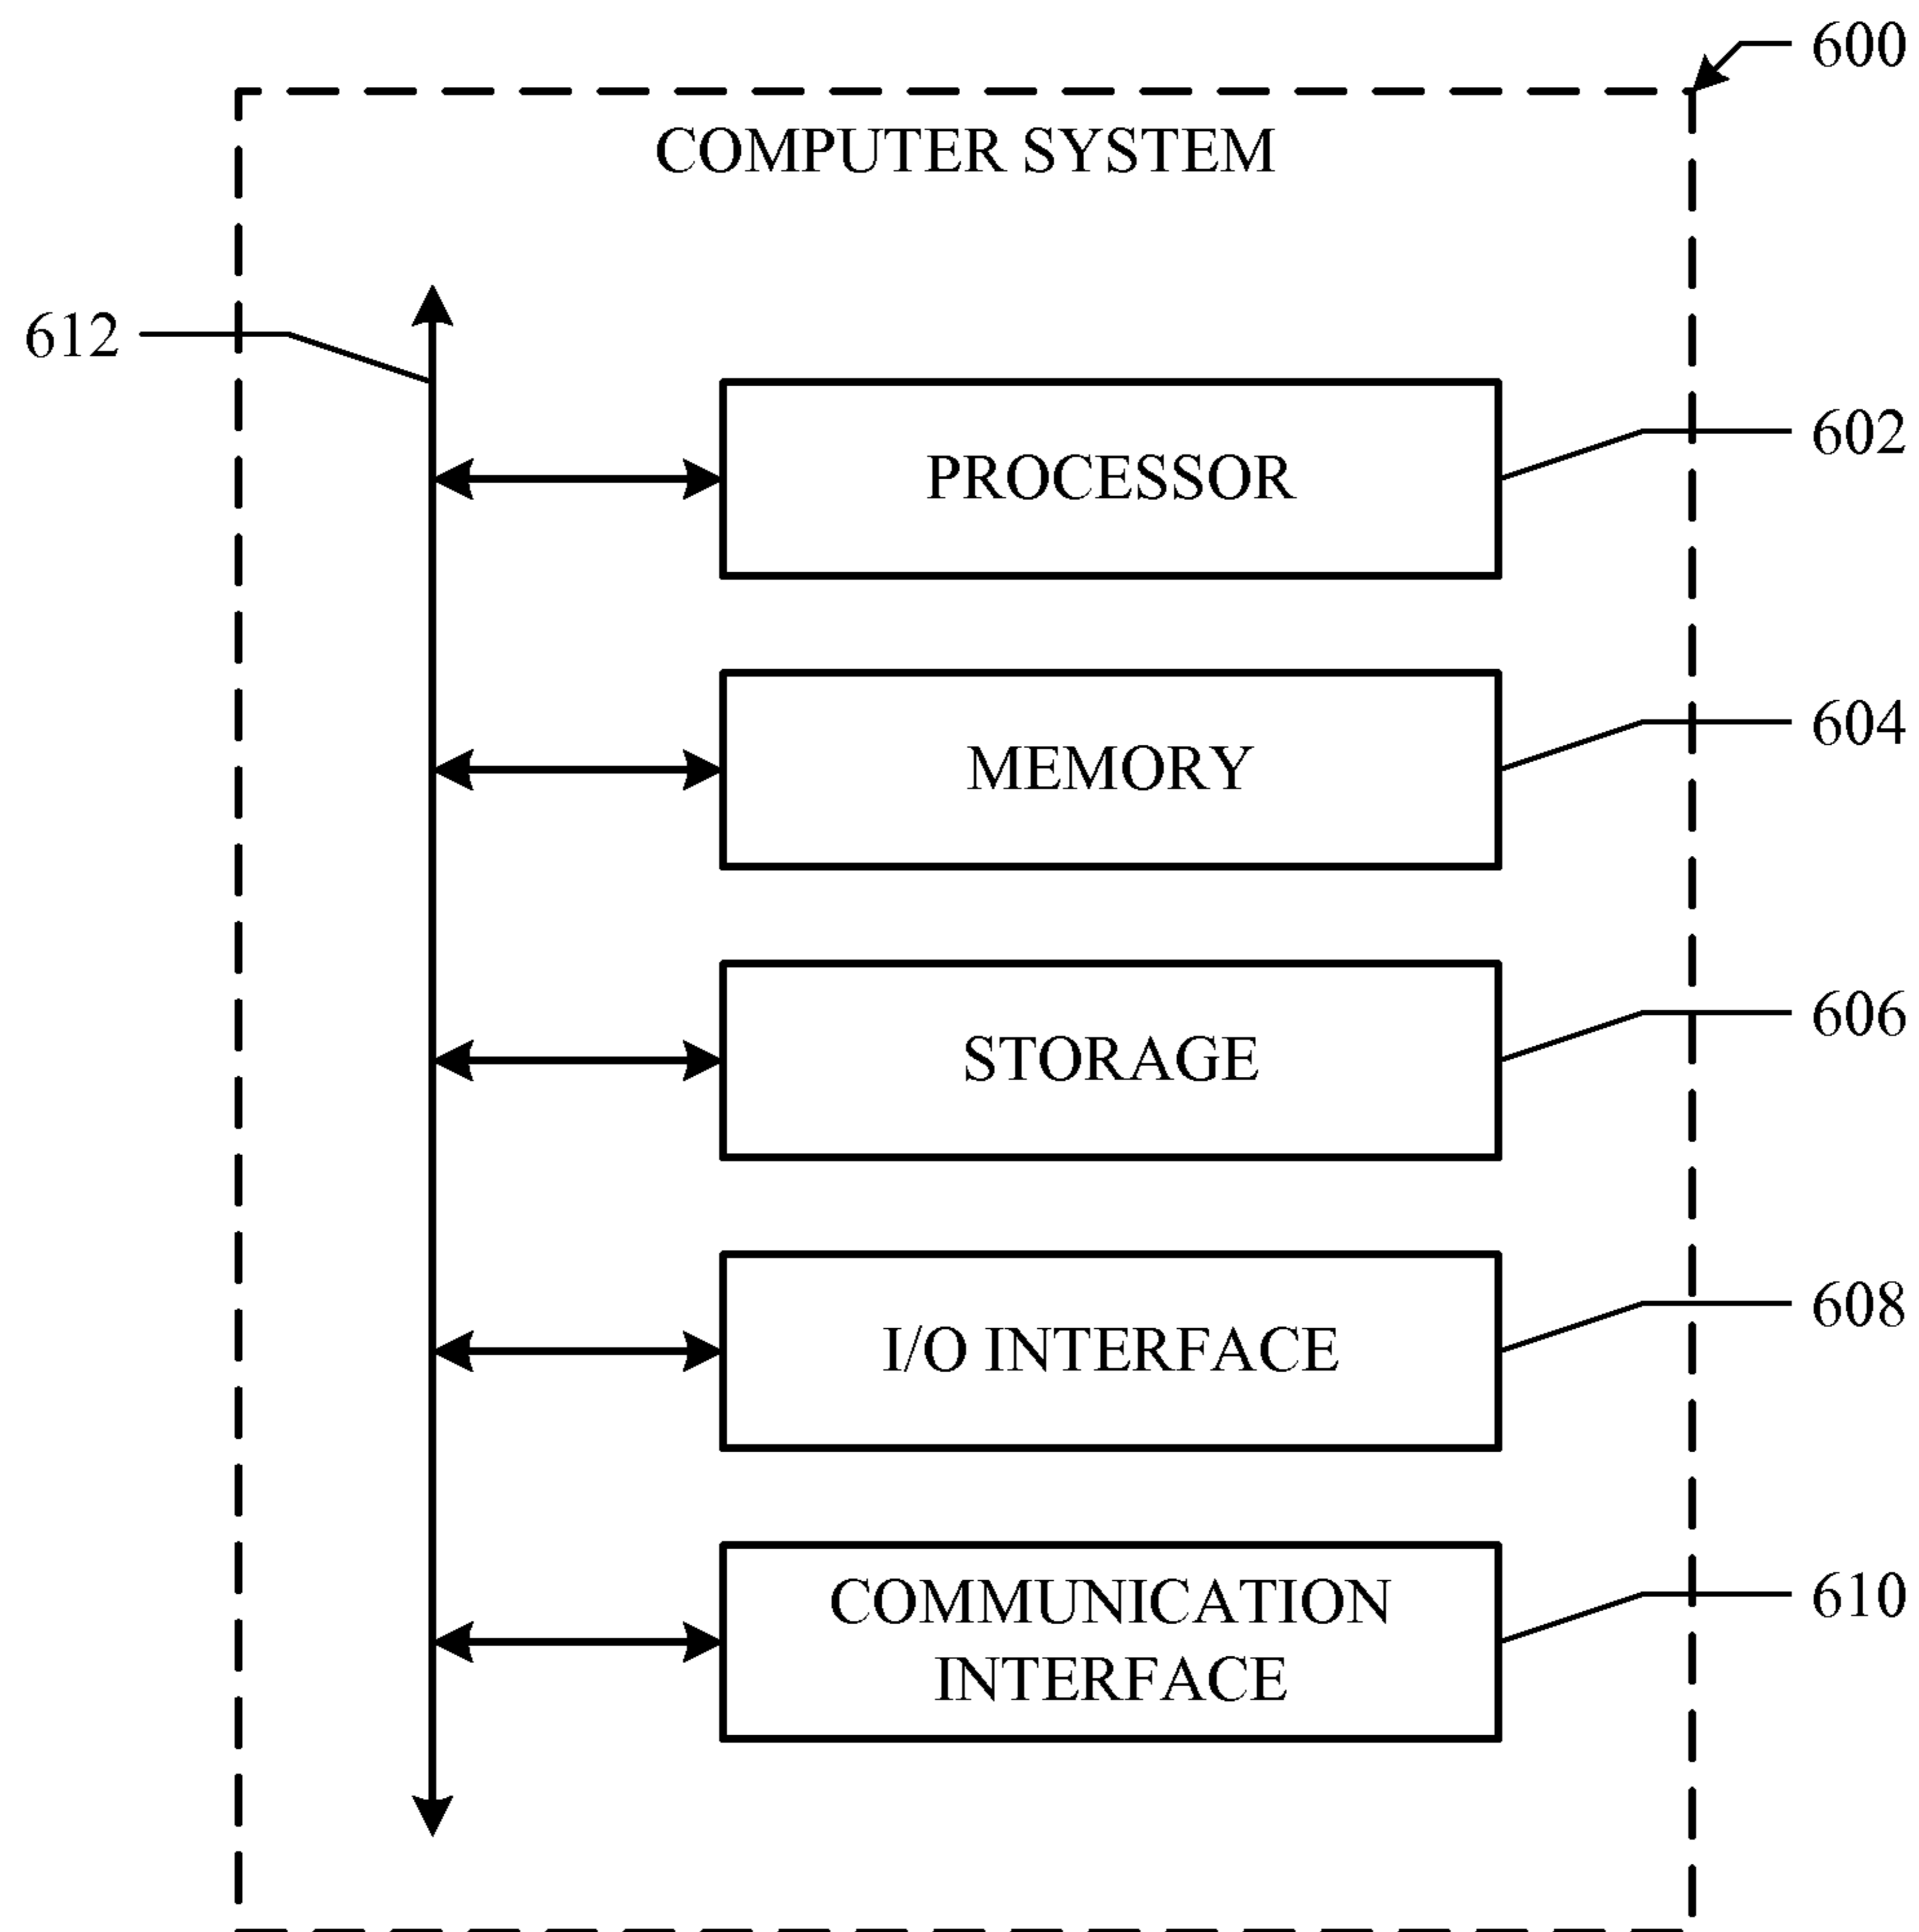 600
COMPUTER SYSTEM
612
602
PROCESSOR
604
MEMORY
606
STORAGE
608
I/O INTERFACE
610
COMMUNICATION
INTERFACE